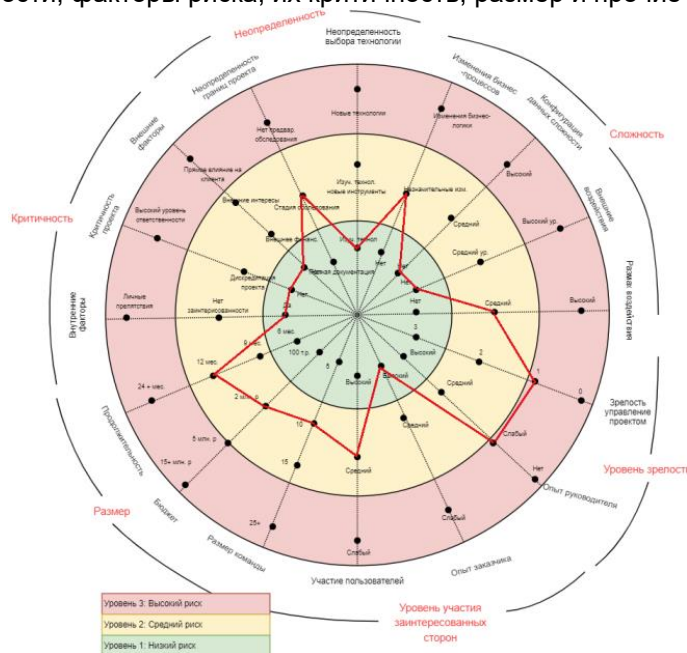 ости, факторы риска, их критичность, размер и прочие
Неопределенность
Неопределенность
выбора технологии
Изменения бизнес
-процессов
Конфигурация
данных сложности
Сложность
Внешние
воздействия
Размах воздействия
Зрелость
управление
проектом
Уровень зрелости
Опыт руководителя
Опыт заказчика
Уровень участия
заинтересованных
сторон
Участие пользователей
Размер команды
Бюджет
Размер
Продолжительность
Внутренние
факторы
Критичность
проекта
Критичность
Внешние
факторы
Неопределенность
границ проекта
Новые технологии
Изуч. технол.
новые инструменты
Изуч. технол
Изменения бизнес-
логики
Незначительные изм.
Нет
Высокий
Средний
Нет
Высокий ур.
Средний ур.
Высокий
Средний
Нет
0
1
2
3
Нет
Слабый
Средний
Высокий
Слабый
Средний
Высокий
Слабый
Средний
Высокий
25+
15
10
5
15+ млн. р
5 млн. р
2 млн. р
100 т.р.
24 + мес.
12 мес.
9 мес.
6 мес.
Личные
препятствия
Нет
заинтересованности
Да
Высокий уровень
ответственности
Дискредитация
проекта
Нет
Прямое влияние на
клиента
Внешние интересы
Внешнее финанс.
Нет предвар.
обследования
Стадия обследования
документация
Уровень 3: Высокий риск
Уровень 2: Средний риск
Уровень 1: Низкий риск